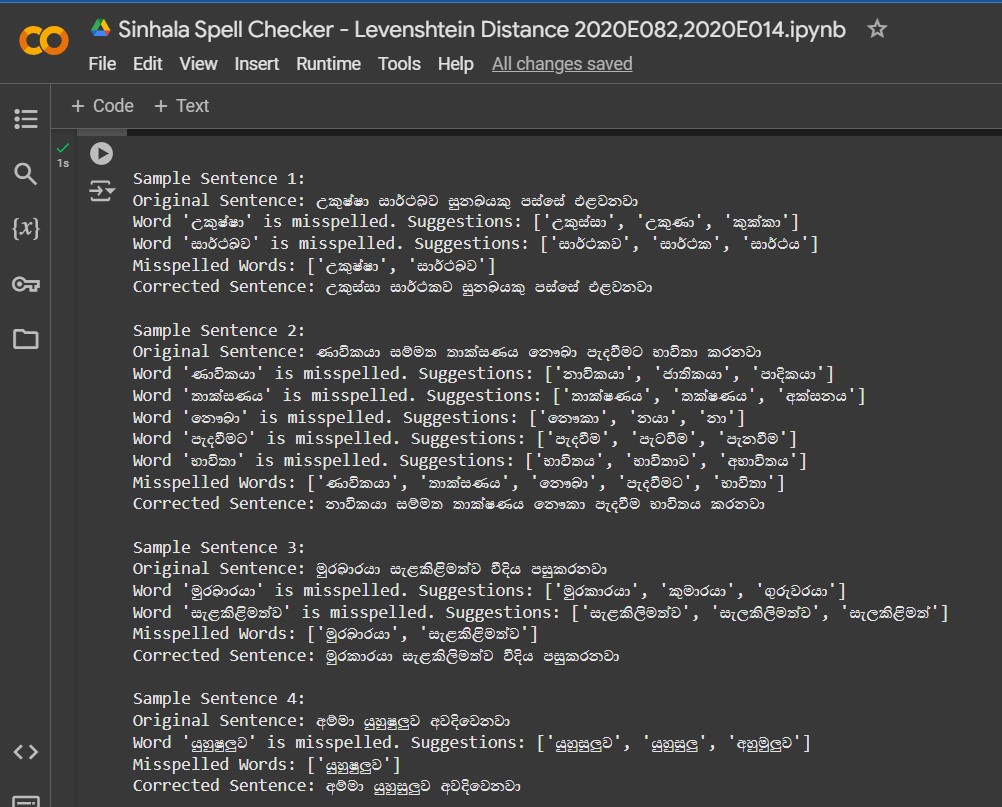 Sinhala Spell Checker - Levenshtein Distance 2020E082,2020E014.ipynb
File Edit View Insert Runtime Tools Help All changes saved
+ Code + Text
1s
{x}
Sample Sentence 1:
Original Sentence: උකුෂ්ෂා සාර්ථඛව සුනඛයකු පස්සේ එළවනවා
Word 'උකුෂ්ෂා' is misspelled. Suggestions: ['උකුස්සා', 'උකුණා', 'කුක්කා']
Word 'සාර්ථඛව' is misspelled. Suggestions: ['සාර්ථකව', 'සාර්ථක', 'සාර්ථය']
Misspelled Words: ['උකුෂ්ෂා', 'සාර්ථඛව']
Corrected Sentence: උකුස්සා සාර්ථකව සුනඛයකු පස්සේ එළවනවා
Sample Sentence 2:
Original Sentence: ණාවිකයා සම්මත තාක්සණය නෞඛා පැදවීමට භාවිතා කරනවා
Word 'ණාවිකයා' is misspelled. Suggestions: ['නාවිකයා', 'ජාතිකයා', 'පාදිකයා']
Word 'තාක්සණය' is misspelled. Suggestions: ['තාක්ෂණය', 'තක්ෂණය', 'අක්සනය']
Word 'නෞඛා' is misspelled. Suggestions: ['නෞකා', 'නයා', 'නා']
Word 'පැදවීමට' is misspelled. Suggestions: ['පැදවීම', 'පැටවීම', 'පැනවීම']
Word 'භාවිතා' is misspelled. Suggestions: ['භාවිතය', 'භාවිතාව', 'අභාවිතය']
Misspelled Words: ['ණාවිකයා', 'තාක්සණය', 'නෞඛා', 'පැදවීමට', 'භාවිතා']
Corrected Sentence: නාවිකයා සම්මත තාක්ෂණය නෞකා පැදවීම භාවිතය කරනවා
Sample Sentence 3:
Original Sentence: මුරඛාරයා සැළකිළිමත්ව වීදිය පසුකරනවා
Word 'මුරඛාරයා' is misspelled. Suggestions: ['මුරකාරයා', 'කුමාරයා', 'ගුරුවරයා']
Word 'සැළකිළිමත්ව' is misspelled. Suggestions: ['සැළකිලිමත්ව', 'සැලකිලිමත්ව', 'සැලකිළිමත්']
Misspelled Words: ['මුරඛාරයා', 'සැළකිළිමත්ව']
Corrected Sentence: මුරකාරයා සැළකිලිමත්ව වීදිය පසුකරනවා
Sample Sentence 4:
Original Sentence: අම්මා යුහුෂුලුව අවදිවෙනවා
Word 'යුහුෂුලුව' is misspelled. Suggestions: ['යුහුසුලුව', 'යුහුසුලු', 'අහුමුලුව']
Misspelled Words: ['යුහුෂුලුව']
Corrected Sentence: අම්මා යුහුසුලුව අවදිවෙනවා